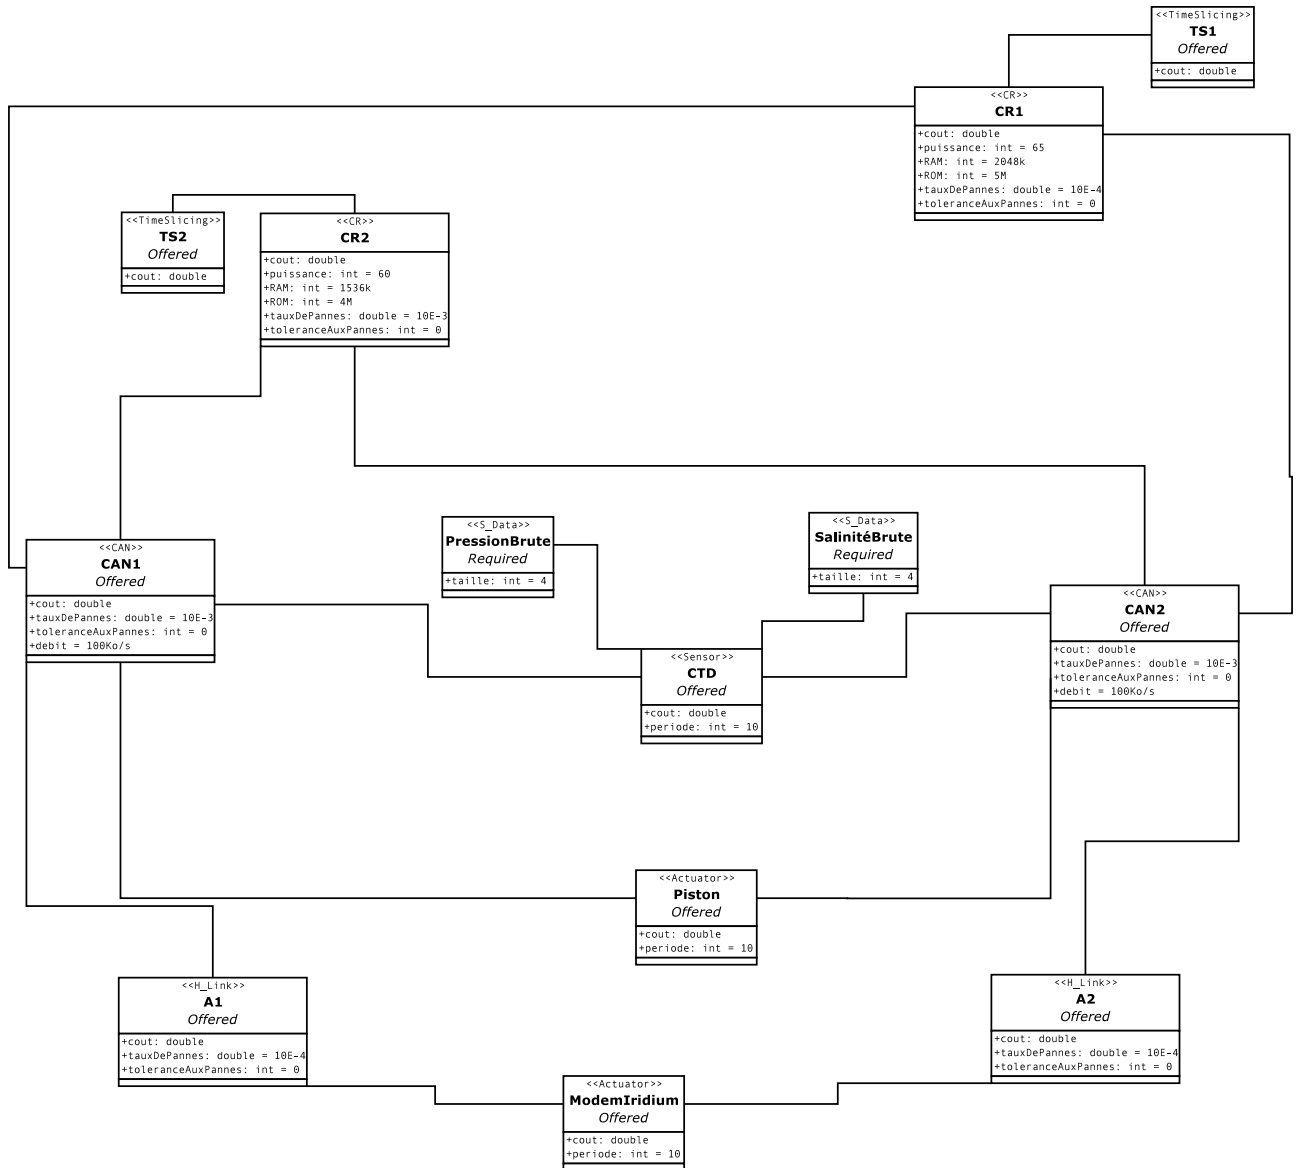 <<TimeSlicing>>
TS1
Offered
+cout: double
<<CR>>
CR1
+cout: double
+puissance: int = 65
+RAM: int = 2048k
+ROM: int = 5M
+tauxDePannes: double = 10E-4
+toleranceAuxPannes: int = 0
<<TimeSlicing>>
TS2
Offered
+cout: double
<<CR>>
CR2
+cout: double
+puissance: int = 60
+RAM: int = 1536k
+ROM: int = 4M
+tauxDePannes: double = 10E-3
+toleranceAuxPannes: int = 0
<<CAN>>
CAN1
Offered
+cout: double
+tauxDePannes: double = 10E-3
+toleranceAuxPannes: int = 0
+debit = 100Ko/s
<<S_Data>>
PressionBrute
Required
+taille: int = 4
<<S_Data>>
SalinitéBrute
Required
+taille: int = 4
<<CAN>>
CAN2
Offered
+cout: double
+tauxDePannes: double = 10E-3
+toleranceAuxPannes: int = 0
+debit = 100Ko/s
<<Sensor>>
CTD
Offered
+cout: double
+periode: int = 10
<<Actuator>>
Piston
Offered
+cout: double
+periode: int = 10
<<H_Link>>
A1
Offered
+cout: double
+tauxDePannes: double = 10E-4
+toleranceAuxPannes: int = 0
<<H_Link>>
A2
Offered
+cout: double
+tauxDePannes: double = 10E-4
+toleranceAuxPannes: int = 0
<<Actuator>>
ModemIridium
Offered
+cout: double
+periode: int = 10